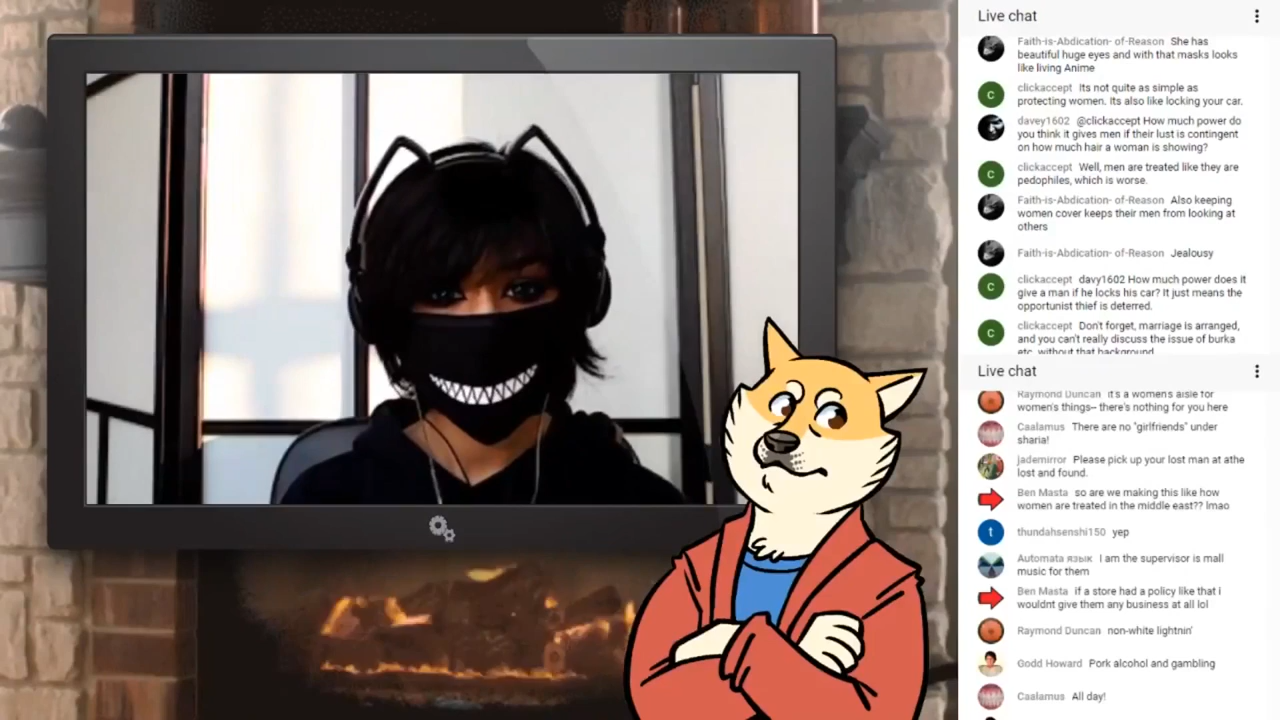 Live chat
Faith-is-Abdication- of-Reason She has
beautiful huge eyes and with that masks looks
like living Anime
clickaccept Its not quite as simple as
protecting women. Its also like locking your car.
davey1602 @clickaccept How much power do
you think it gives men if their lust is contingent
on how much hair a woman is showing?
clickaccept Well, men are treated like they are
pedophiles, which is worse.
Faith-is-Abdication- of-Reason Also keeping
women cover keeps their men from looking at
others
Faith-is-Abdication- of-Reason Jealousy
clickaccept davy1602 How much power does it
give a man if he locks his car? It just means the
opportunist thief is deterred.
clickaccept Don't forget, marriage is arranged,
and you can't really discuss the issue of burka
etc. without that background
Live chat
Raymond Duncan it's a women's aisle for
women's things-- there's nothing for you here
Caalamus There are no "girlfriends" under
sharia!
jademirror Please pick up your lost man at athe
lost and found.
Ben Masta so are we making this like how
women are treated in the middle east?? lmao
t
thundahsenshi150 yep
Automata язык I am the supervisor is mall
music for them
Ben Masta if a store had a policy like that i
wouldnt give them any business at all lol
Raymond Duncan non-white lightnin'
Godd Howard Pork alcohol and gambling
Caalamus All day!